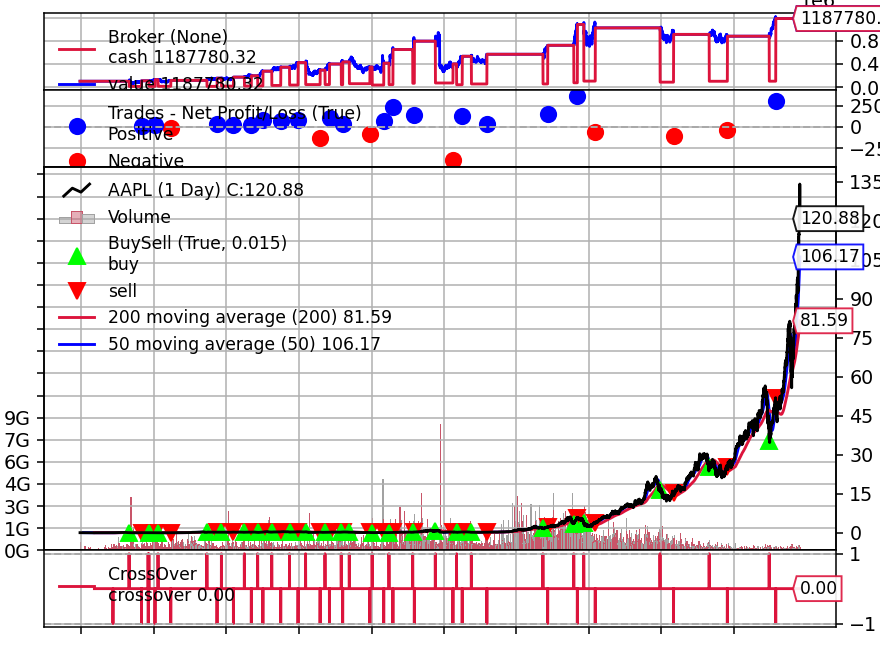 1e6
Broker (None)
cash 1187780.32
value 1187780.32
1187780.
0.8
0.4
0.0
Trades - Net Profit/Loss (True)
Positive
Negative
250
0
−25
AAPL (1 Day) C:120.88
Volume
BuySell (True, 0.015)
buy
sell
200 moving average (200) 81.59
50 moving average (50) 106.17
135
120.88
20
106.17
05
90
81.59
75
60
45
30
15
0
9G
7G
6G
4G
3G
1G
0G
CrossOver
crossover 0.00
1
0.00
−1